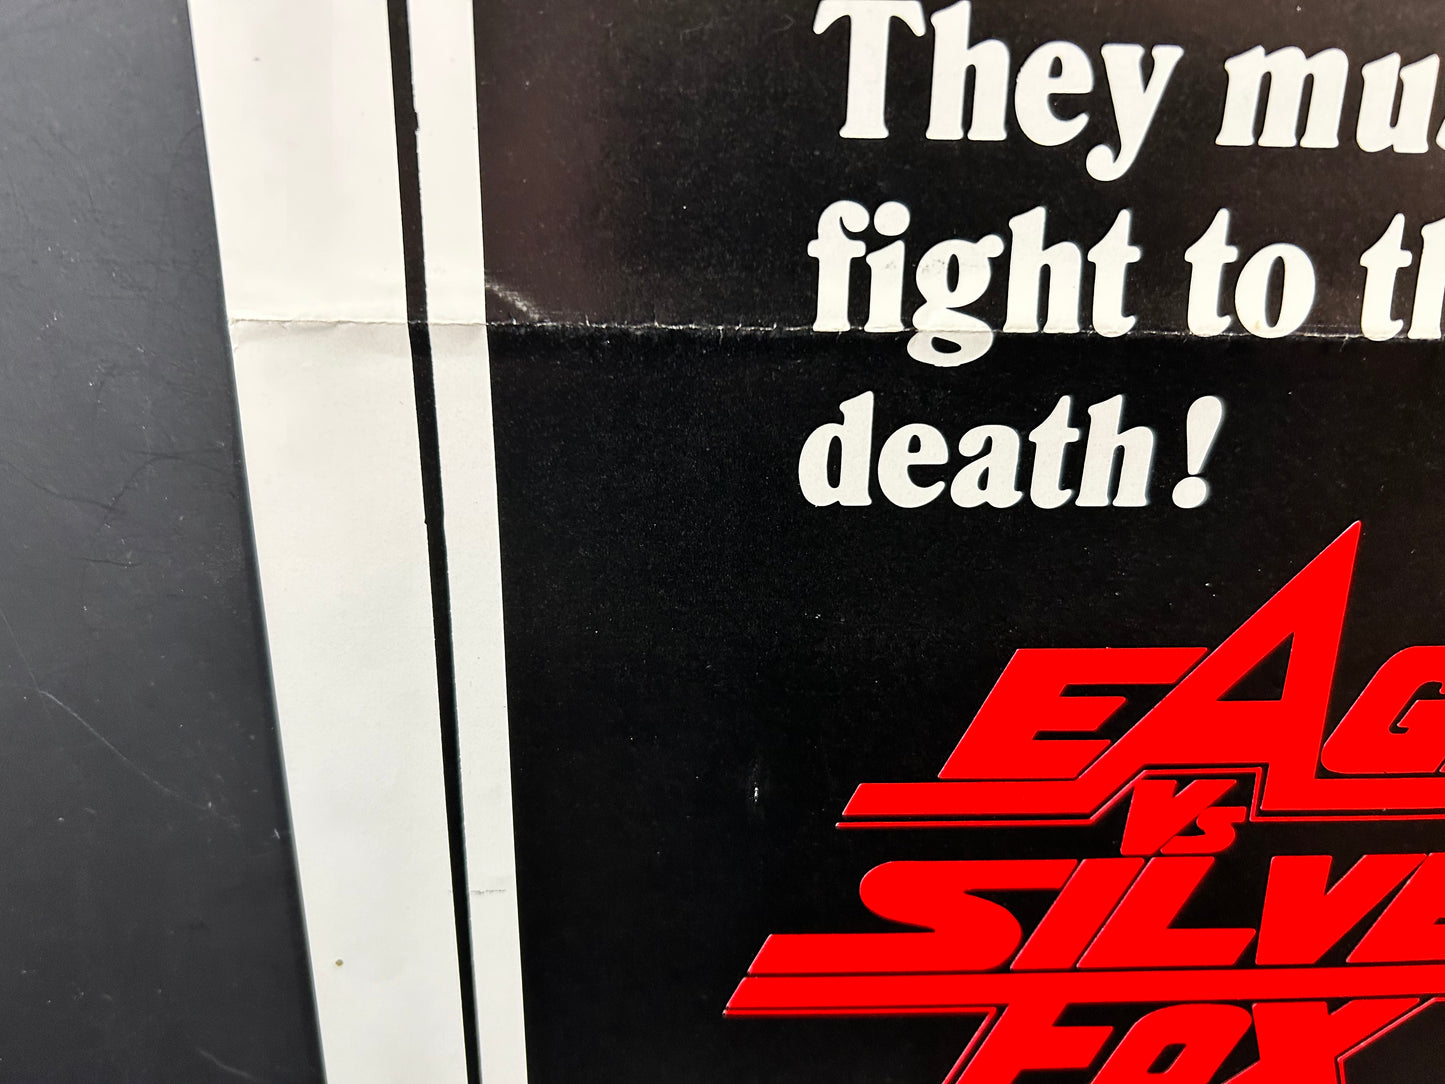 They mu
fight to th
death!
EAG
VS
SILVE
FOX